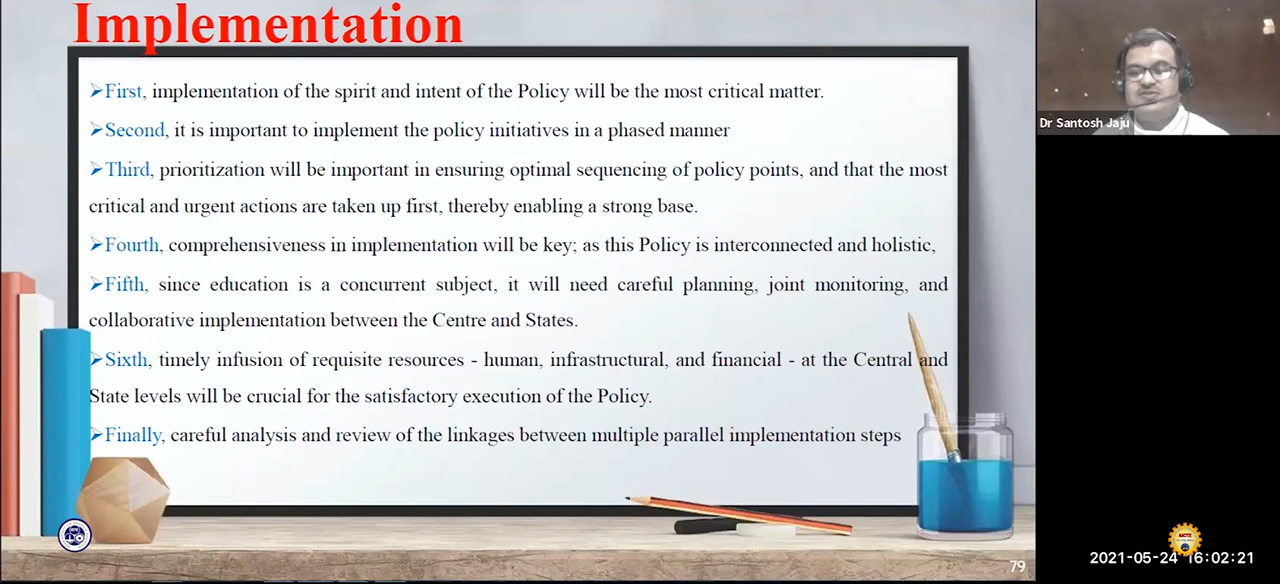 Implementation
➢First, implementation of the spirit and intent of the Policy will be the most critical matter.
➢Second, it is important to implement the policy initiatives in a phased manner
➢Third, prioritization will be important in ensuring optimal sequencing of policy points, and that the most
critical and urgent actions are taken up first, thereby enabling a strong base.
➢Fourth, comprehensiveness in implementation will be key; as this Policy is interconnected and holistic,
➢Fifth, since education is a concurrent subject, it will need careful planning, joint monitoring, and
collaborative implementation between the Centre and States.
➢Sixth, timely infusion of requisite resources - human, infrastructural, and financial - at the Central and
State levels will be crucial for the satisfactory execution of the Policy.
➢Finally, careful analysis and review of the linkages between multiple parallel implementation steps
79
Dr Santosh Jaju
AICTE
2021-05-24 16:02:21